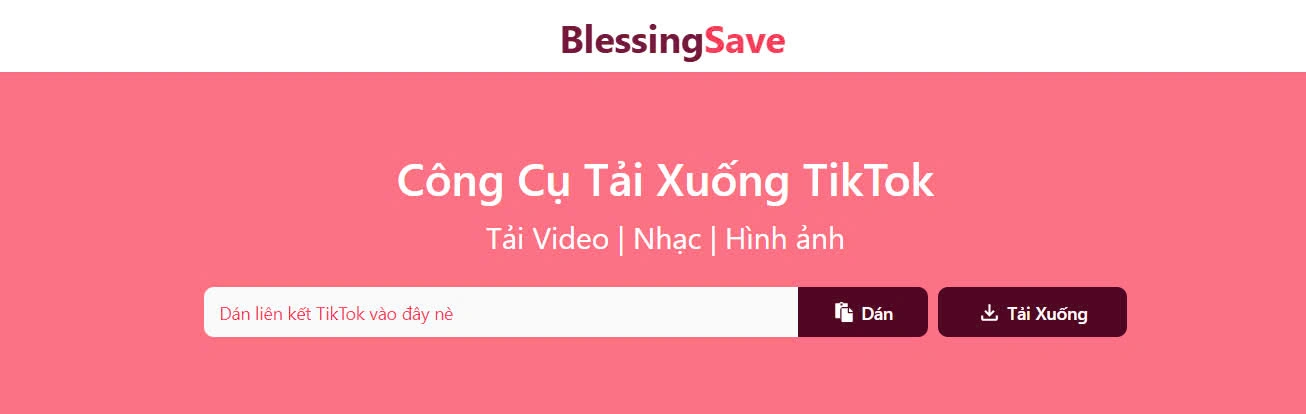 BlessingSave
Công Cụ Tải Xuống TikTok
Tải Video | Nhạc | Hình ảnh
Dán liên kết TikTok vào đây nè
Dán
Tải Xuống